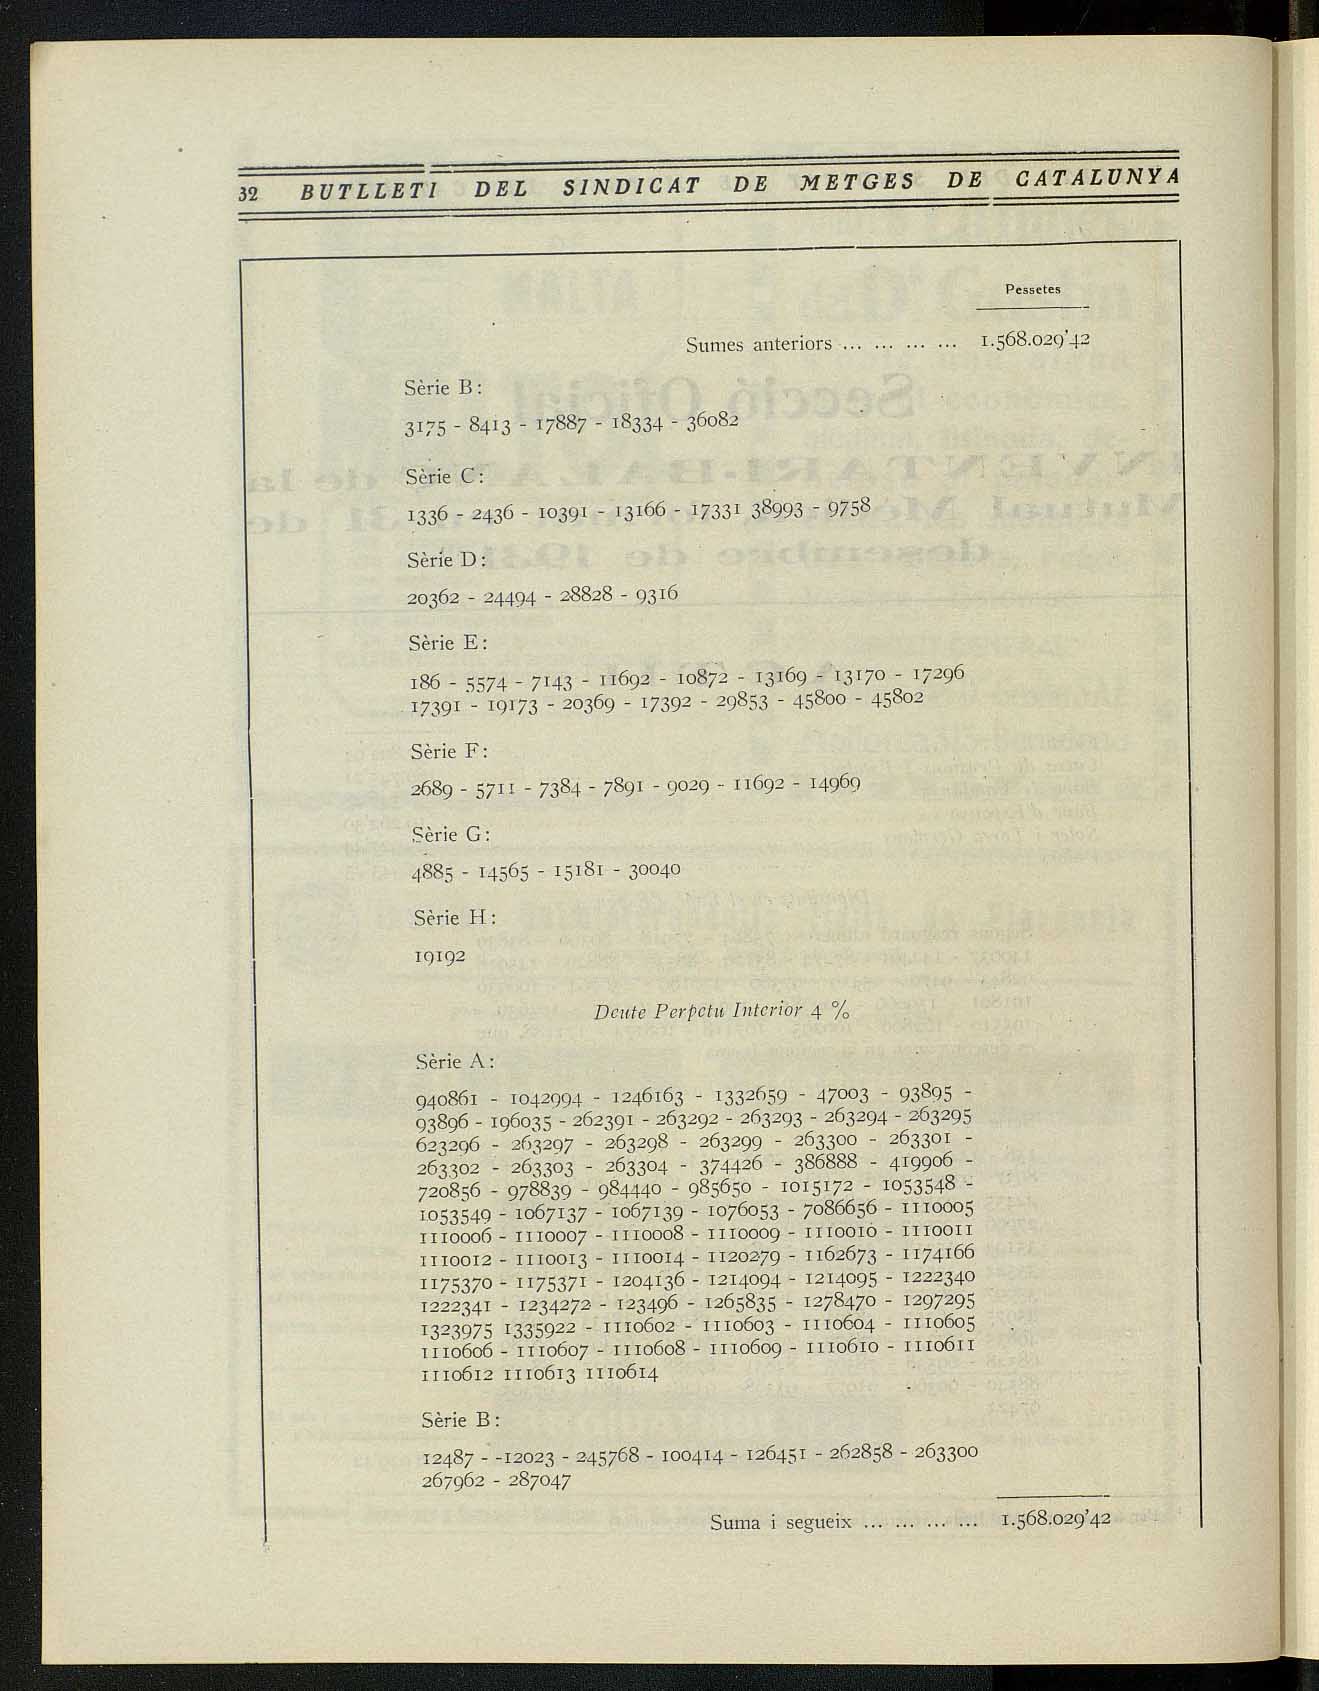 32 BUTLLETI DEL SINDICAT DE METGES DE CATALUNYA
Pessetes
Sumes anteriors ... ... ... ... 1.568.029'42
Sèrie B:
3175 - 8413 - 17887 - 18334 - 36082
Sèrie C:
1336 - 2436 - 10391 - 13166 - 17331 38993 - 9758
Sèrie D:
20362 - 24494 - 28828 - 9316
Sèrie E:
186 - 5574 - 7143 - 11692 - 10872 - 13169 - 13170 - 17296
17391 - 19173 - 20369 - 17392 - 29853 - 45800 - 45802
Sèrie F:
2689 - 5711 - 7384 - 7891 - 9029 - 11692 - 14969
Sèrie G:
4885 - 14565 - 15181 - 30040
Sèrie H:
19192
Deute Perpetu Interior 4 %
Sèrie A:
940861 - 1042994 - 1246163 - 1332659 - 47003 - 93895 -
93896 - 196035 - 262391 - 263292 - 263293 - 263294 - 263295
623296 - 263297 - 263298 - 263299 - 263300 - 263301 -
263302 - 263303 - 263304 - 374426 - 386888 - 419906 -
720856 - 978839 - 984440 - 985650 - 1015172 - 1053548 -
1053549 - 1067137 - 1067139 - 1076053 - 7086656 - 1110005
1110006 - 1110007 - 1110008 - 1110009 - 1110010 - 1110011
1110012 - 1110013 - 1110014 - 1120279 - 1162673 - 1174166
1175370 - 1175371 - 1204136 - 1214094 - 1214095 - 1222340
1222341 - 1234272 - 123496 - 1265835 - 1278470 - 1297295
1323975 1335922 - 1110602 - 1110603 - 1110604 - 1110605
1110606 - 1110607 - 1110608 - 1110609 - 1110610 - 1110611
1110612 1110613 1110614
Sèrie B:
12487 - -12023 - 245768 - 100414 - 126451 - 262858 - 263300
267962 - 287047
Suma i segueix ... ... ... ... 1.568.029'42